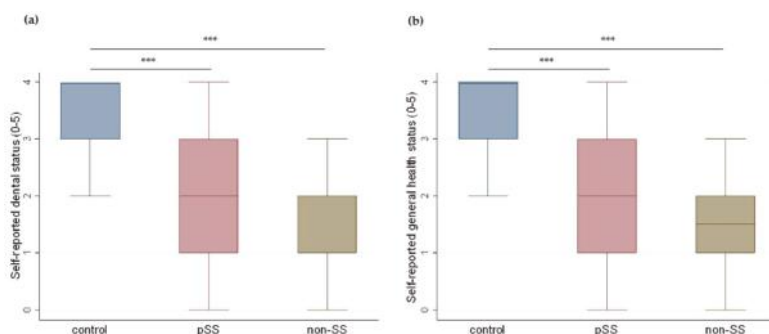 (a)
***
***
Self-reported dental status (0-5)
4
3
2
1
0
control pSS non-SS
(b)
***
***
Self-reported general health status (0-5)
4
3
2
1
0
control pSS non-SS